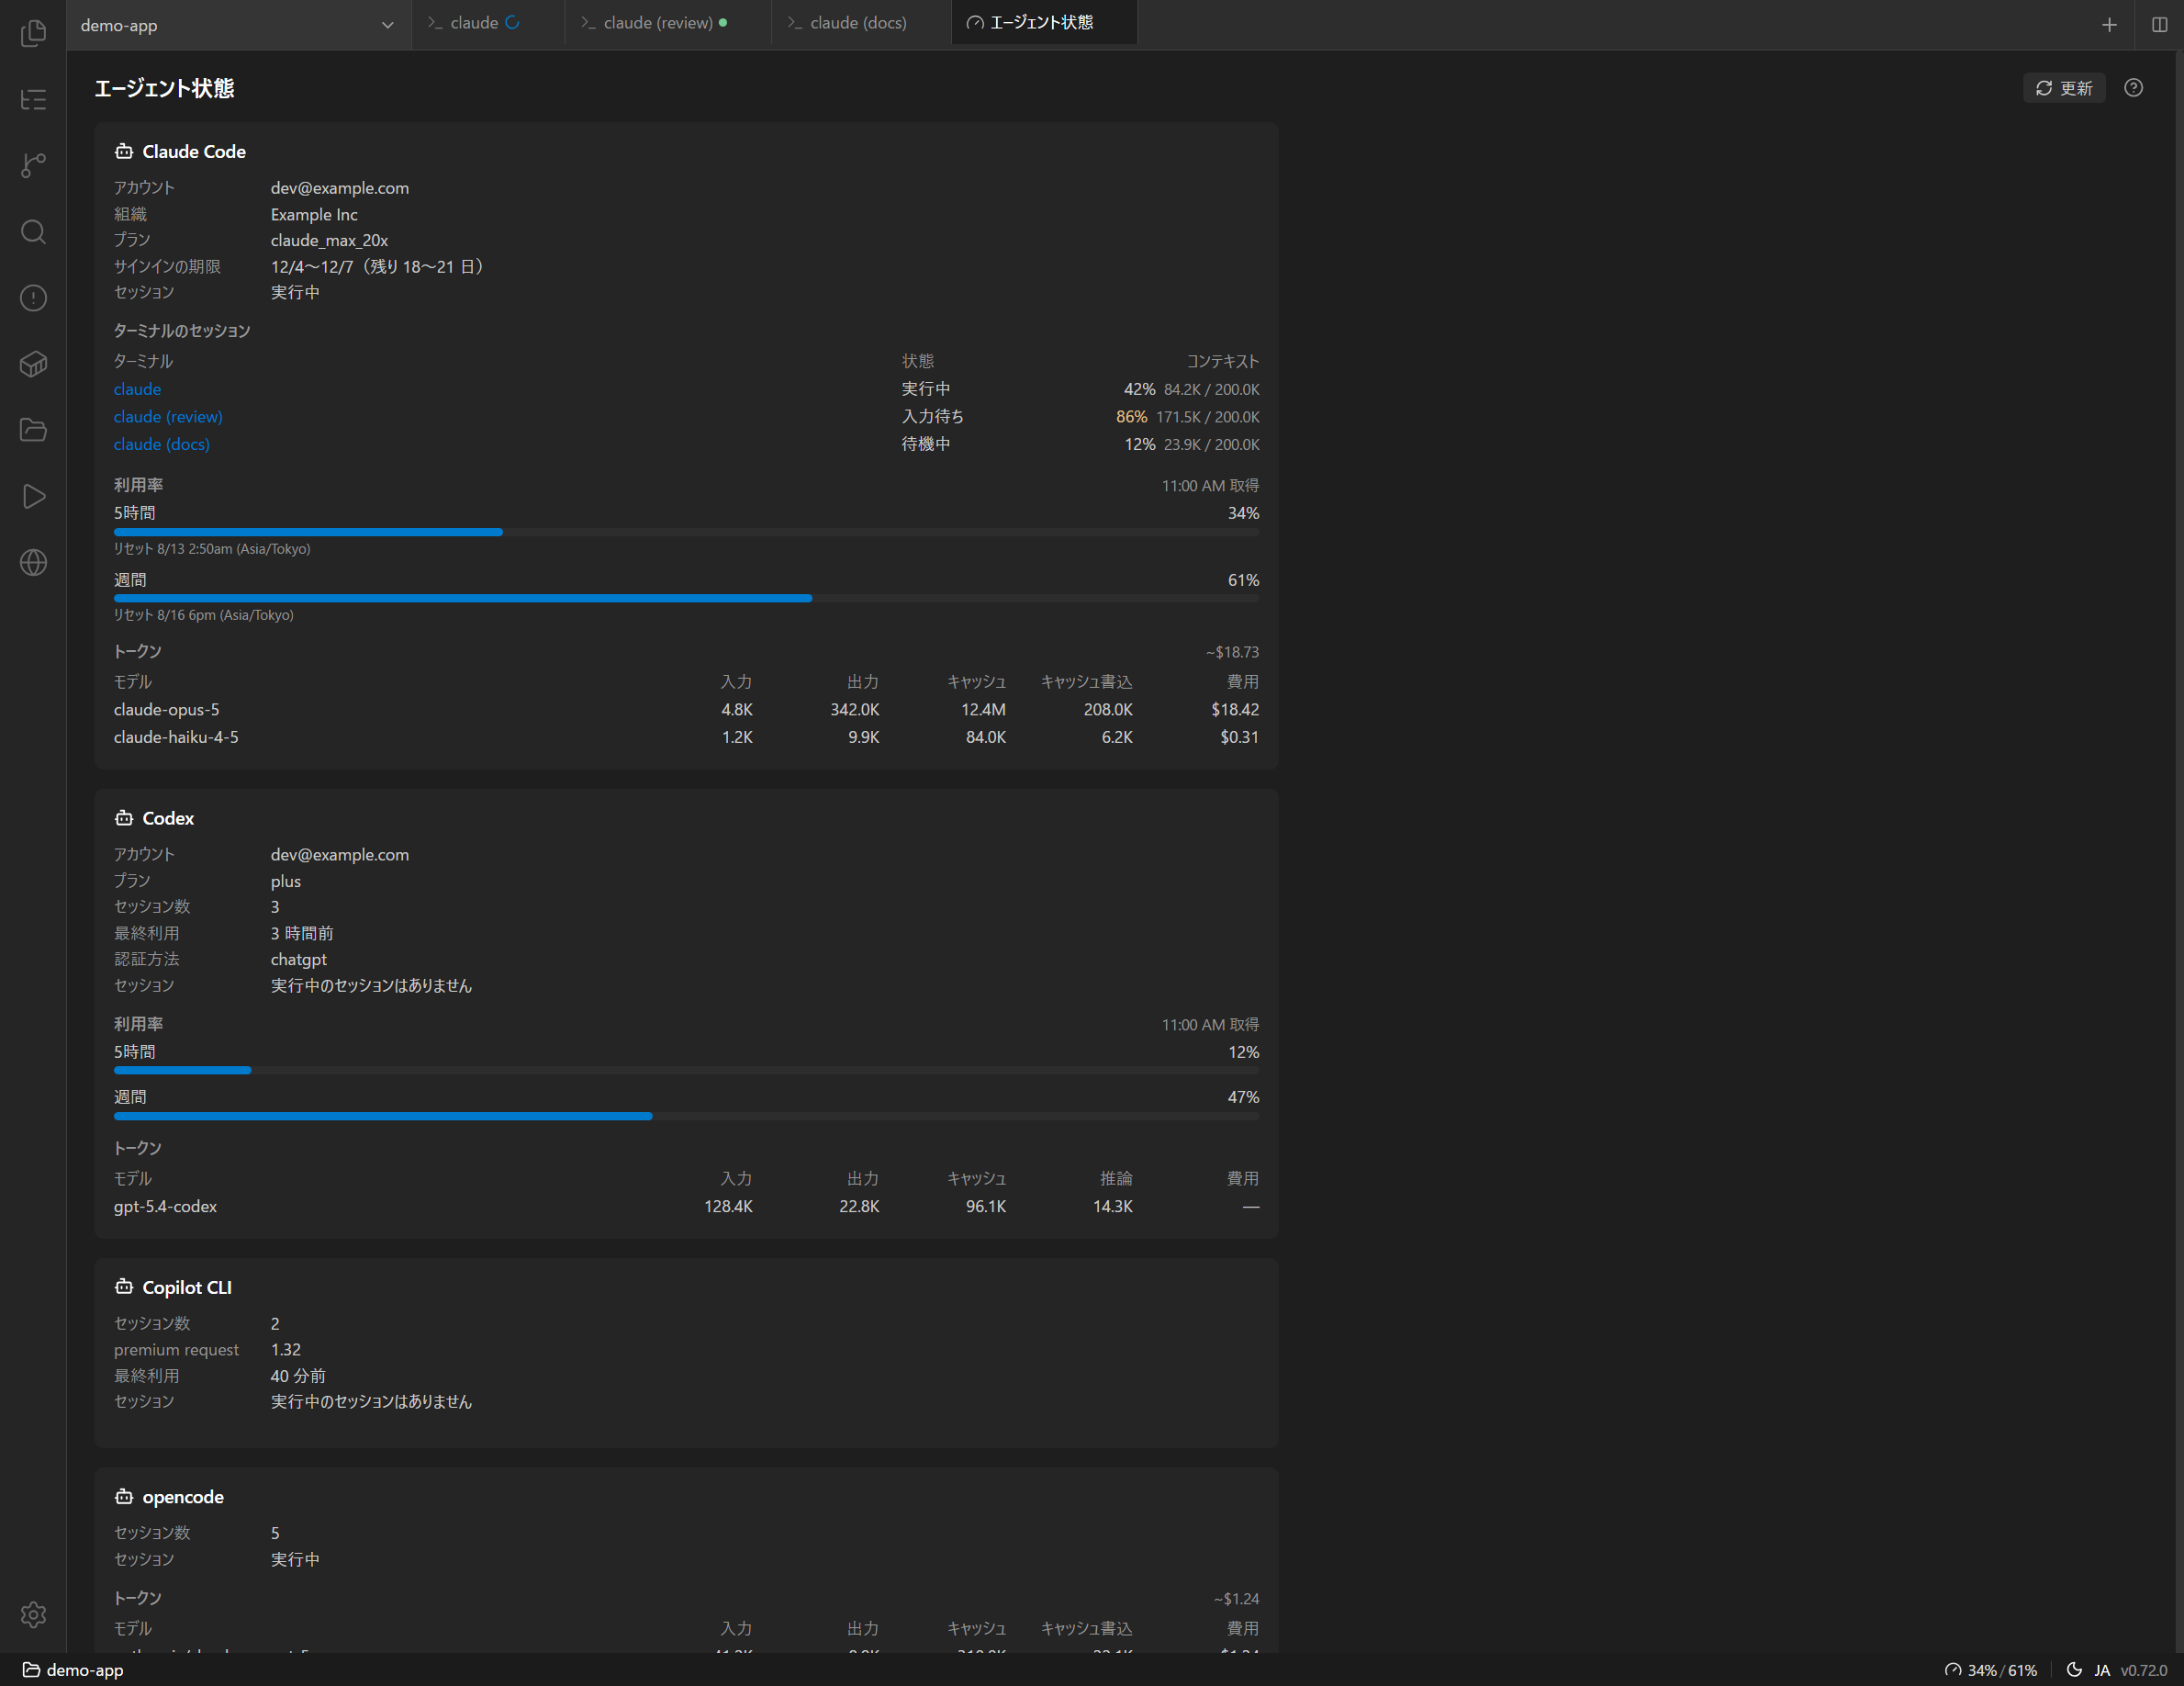 demo-app
claude
claude (review)
claude (docs)
エージェント状態
エージェント状態
更新
Claude Code
アカウント dev@example.com
組織 Example Inc
プラン claude_max_20x
サインインの期限 12/4～12/7（残り 18～21 日）
セッション 実行中
ターミナルのセッション
ターミナル 状態 コンテキスト
claude 実行中 42% 84.2K / 200.0K
claude (review) 入力待ち 86% 171.5K / 200.0K
claude (docs) 待機中 12% 23.9K / 200.0K
利用率 11:00 AM 取得
5時間 34%
リセット 8/13 2:50am (Asia/Tokyo)
週間 61%
リセット 8/16 6pm (Asia/Tokyo)
トークン ~$18.73
モデル 入力 出力 キャッシュ キャッシュ書込 費用
claude-opus-5 4.8K 342.0K 12.4M 208.0K $18.42
claude-haiku-4-5 1.2K 9.9K 84.0K 6.2K $0.31
Codex
アカウント dev@example.com
プラン plus
セッション数 3
最終利用 3 時間前
認証方法 chatgpt
セッション 実行中のセッションはありません
利用率 11:00 AM 取得
5時間 12%
週間 47%
トークン
モデル 入力 出力 キャッシュ 推論 費用
gpt-5.4-codex 128.4K 22.8K 96.1K 14.3K —
Copilot CLI
セッション数 2
premium request 1.32
最終利用 40 分前
セッション 実行中のセッションはありません
opencode
セッション数 5
セッション 実行中
トークン ~$1.24
モデル 入力 出力 キャッシュ キャッシュ書込 費用
demo-app
34% / 61%
JA
v0.72.0